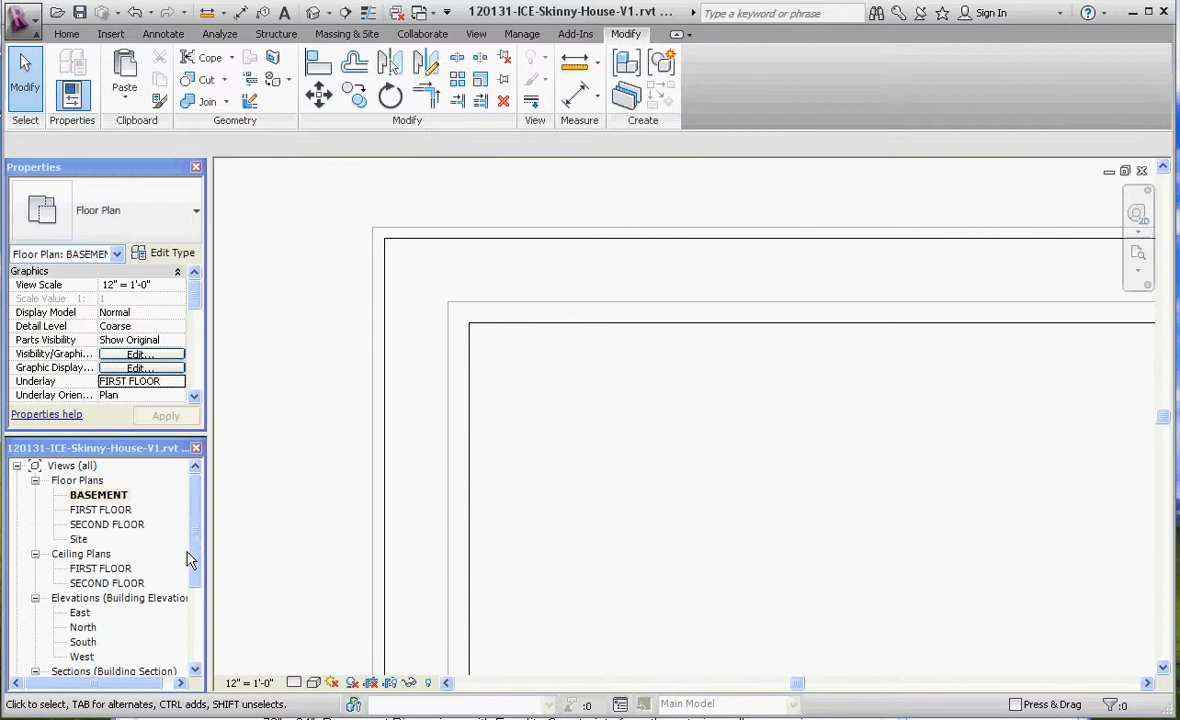 120131-ICE-Skinny-House-V1.rvt ...
Type a keyword or phrase
Sign In
Home Insert Annotate Analyze Structure Massing & Site Collaborate View Manage Add-Ins Modify
Modify
Paste
Cope
Cut
Join
Select Properties Clipboard Geometry Modify View Measure Create
Properties
Floor Plan
Floor Plan: BASEMEN Edit Type
Graphics
View Scale 12" = 1'-0"
Scale Value 1: 1
Display Model Normal
Detail Level Coarse
Parts Visibility Show Original
Visibility/Graphi... Edit...
Graphic Display... Edit...
Underlay FIRST FLOOR
Underlay Orien... Plan
Properties help Apply
120131-ICE-Skinny-House-V1.rvt ...
Views (all)
Floor Plans
BASEMENT
FIRST FLOOR
SECOND FLOOR
Site
Ceiling Plans
FIRST FLOOR
SECOND FLOOR
Elevations (Building Elevation
East
North
South
West
Sections (Building Section)
2D
12" = 1'-0"
Click to select, TAB for alternates, CTRL adds, SHIFT unselects. :0 Main Model Press & Drag :0